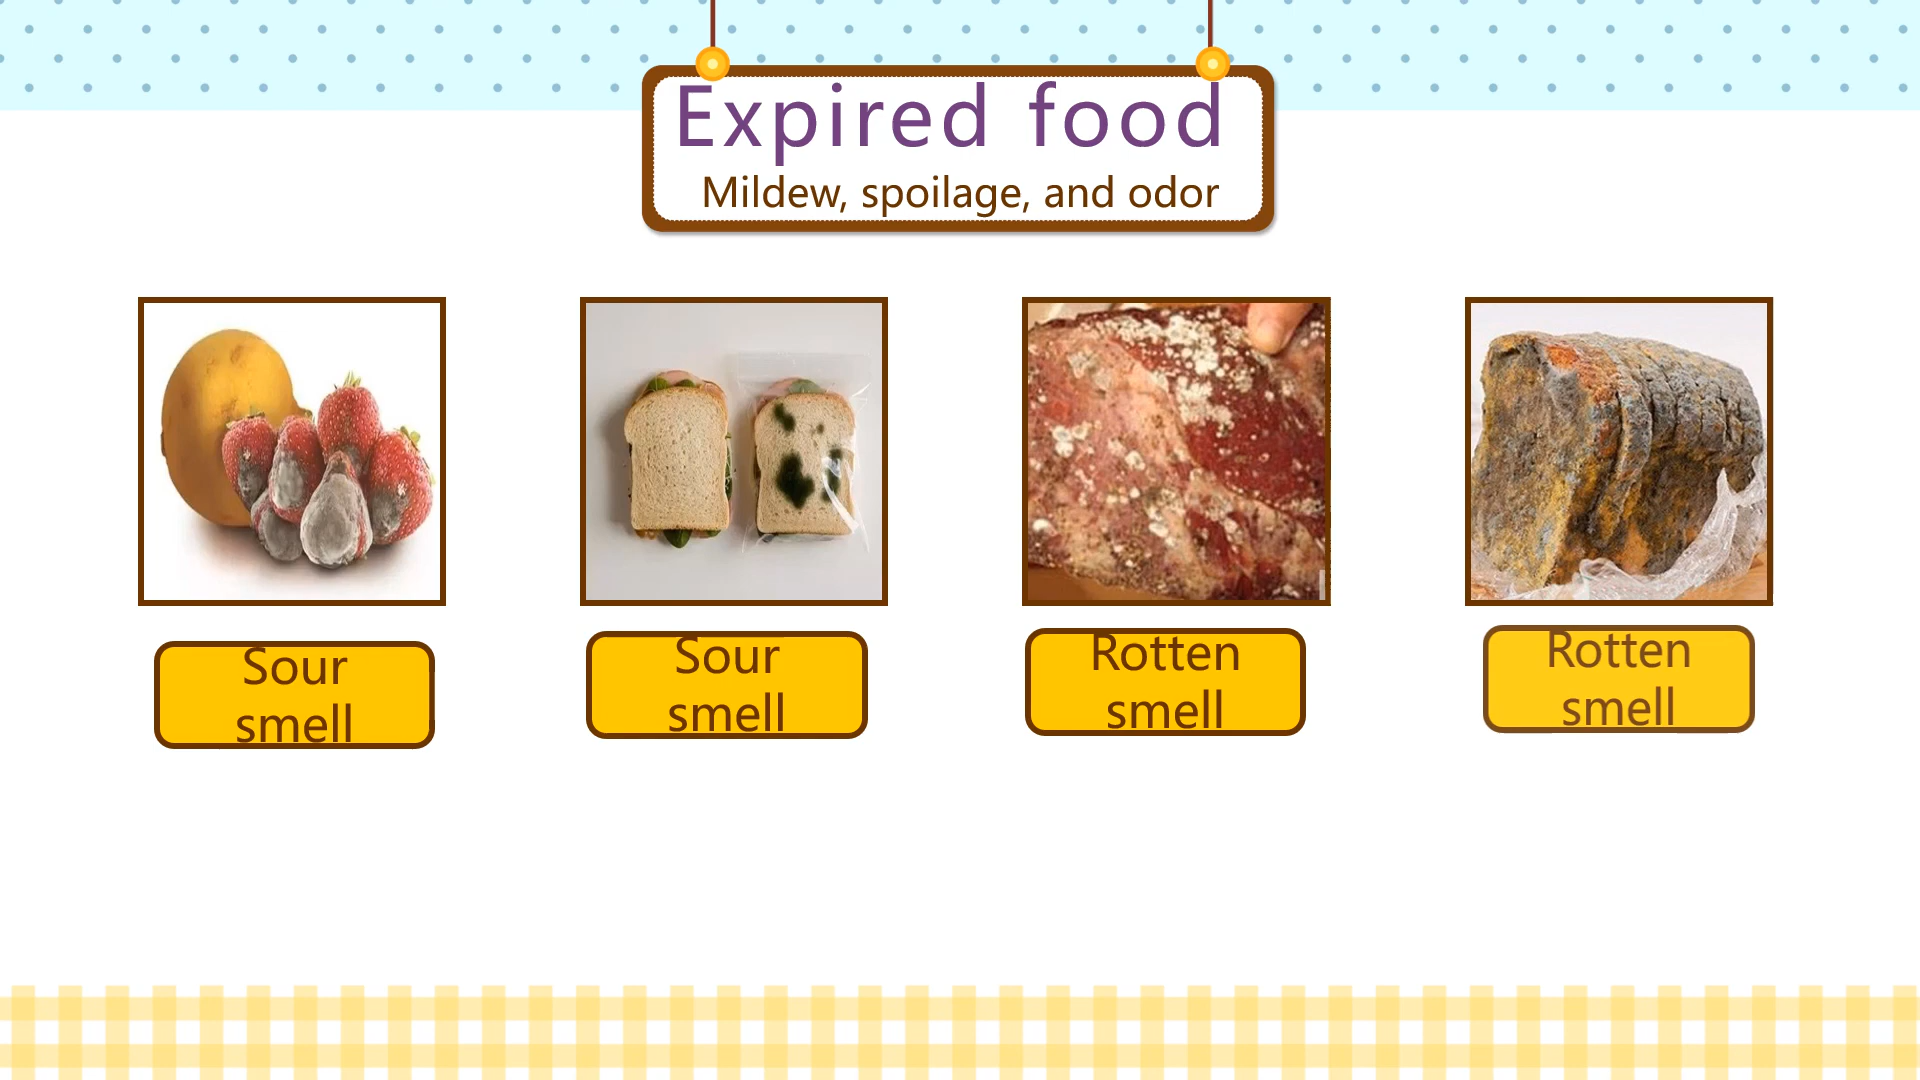 Expired food
Mildew, spoilage, and odor
Sour
smell
Sour
smell
Rotten
smell
Rotten
smell